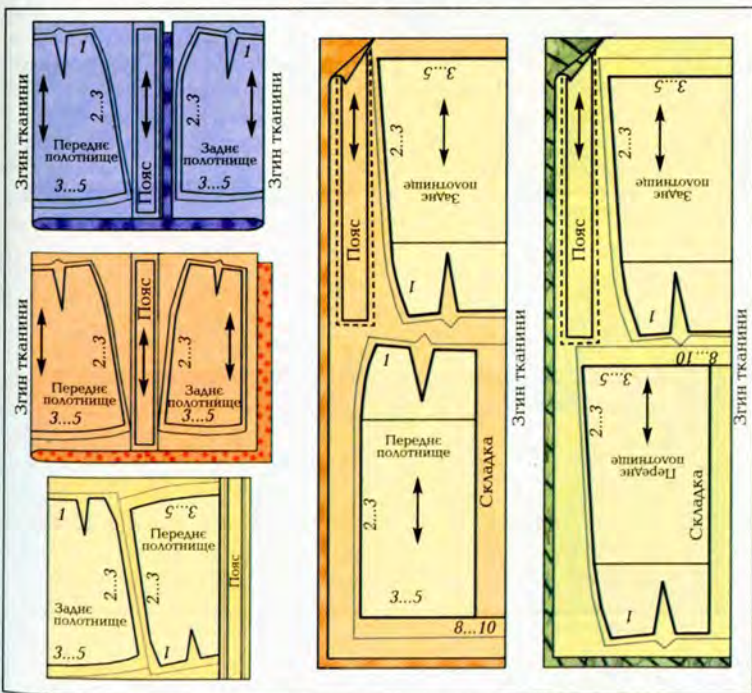 Згин тканини
1
2...3
Переднє
полотнище
3...5
Пояс
1
2...3
Заднє
полотнище
3...5
Згин тканини
Згин тканини
1
2...3
Переднє
полотнище
3...5
Пояс
2...3
Заднє
полотнище
3...5
1
2...3
Заднє
полотнище
3...5
3...5
Переднє
полотнище
2...3
1
Пояс
Пояс
3...5
2...3
Заднє
полотнище
1
1
Переднє
полотнище
2...3
3...5
Складка
8...10
Згин тканини
Пояс
3...5
2...3
Заднє
полотнище
1
8...10
3...5
2...3
Переднє
полотнище
Складка
1
Згин тканини